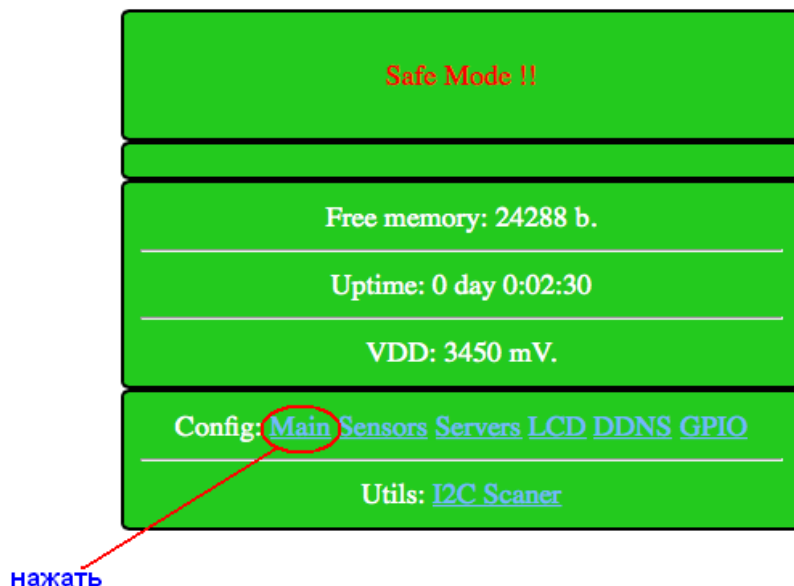 Safe Mode !!
Free memory: 24288 b.
Uptime: 0 day 0:02:30
VDD: 3450 mV.
Config: Main Sensors Servers LCD DDNS GPIO
Utils: I2C Scaner
нажать